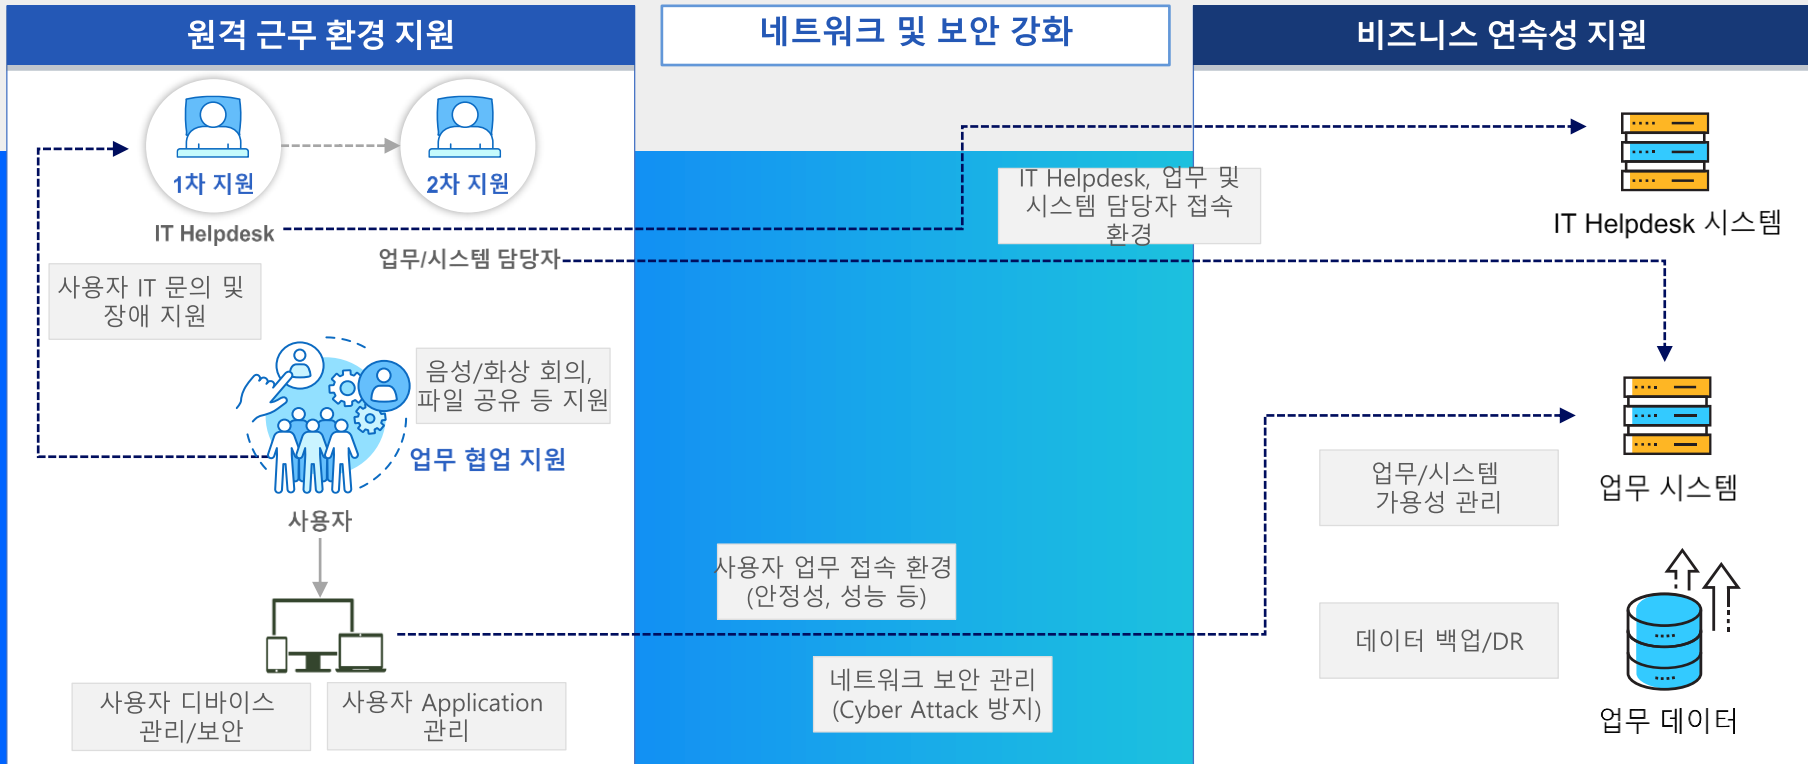 원격 근무 환경 지원
네트워크 및 보안 강화
비즈니스 연속성 지원
1차 지원
2차 지원
IT Helpdesk
업무/시스템 담당자
사용자 IT 문의 및
장애 지원
음성/화상 회의,
파일 공유 등 지원
업무 협업 지원
사용자
사용자 디바이스
관리/보안
사용자 Application
관리
IT Helpdesk, 업무 및
시스템 담당자 접속
환경
사용자 업무 접속 환경
(안정성, 성능 등)
네트워크 보안 관리
(Cyber Attack 방지)
IT Helpdesk 시스템
업무/시스템
가용성 관리
업무 시스템
데이터 백업/DR
업무 데이터